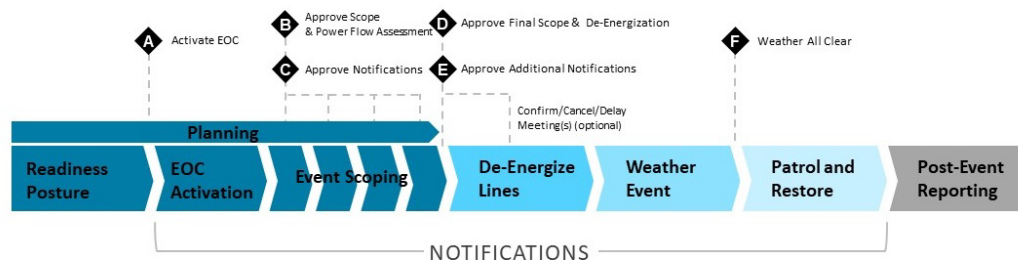 A
Activate EOC
B
Approve Scope
& Power Flow Assessment
C
Approve Notifications
D
Approve Final Scope & De-Energization
E
Approve Additional Notifications
F
Weather All Clear
Confirm/Cancel/Delay
Meeting(s) (optional)
Planning
Readiness
Posture
EOC
Activation
Event Scoping
De-Energize
Lines
Weather
Event
Patrol and
Restore
Post-Event
Reporting
NOTIFICATIONS